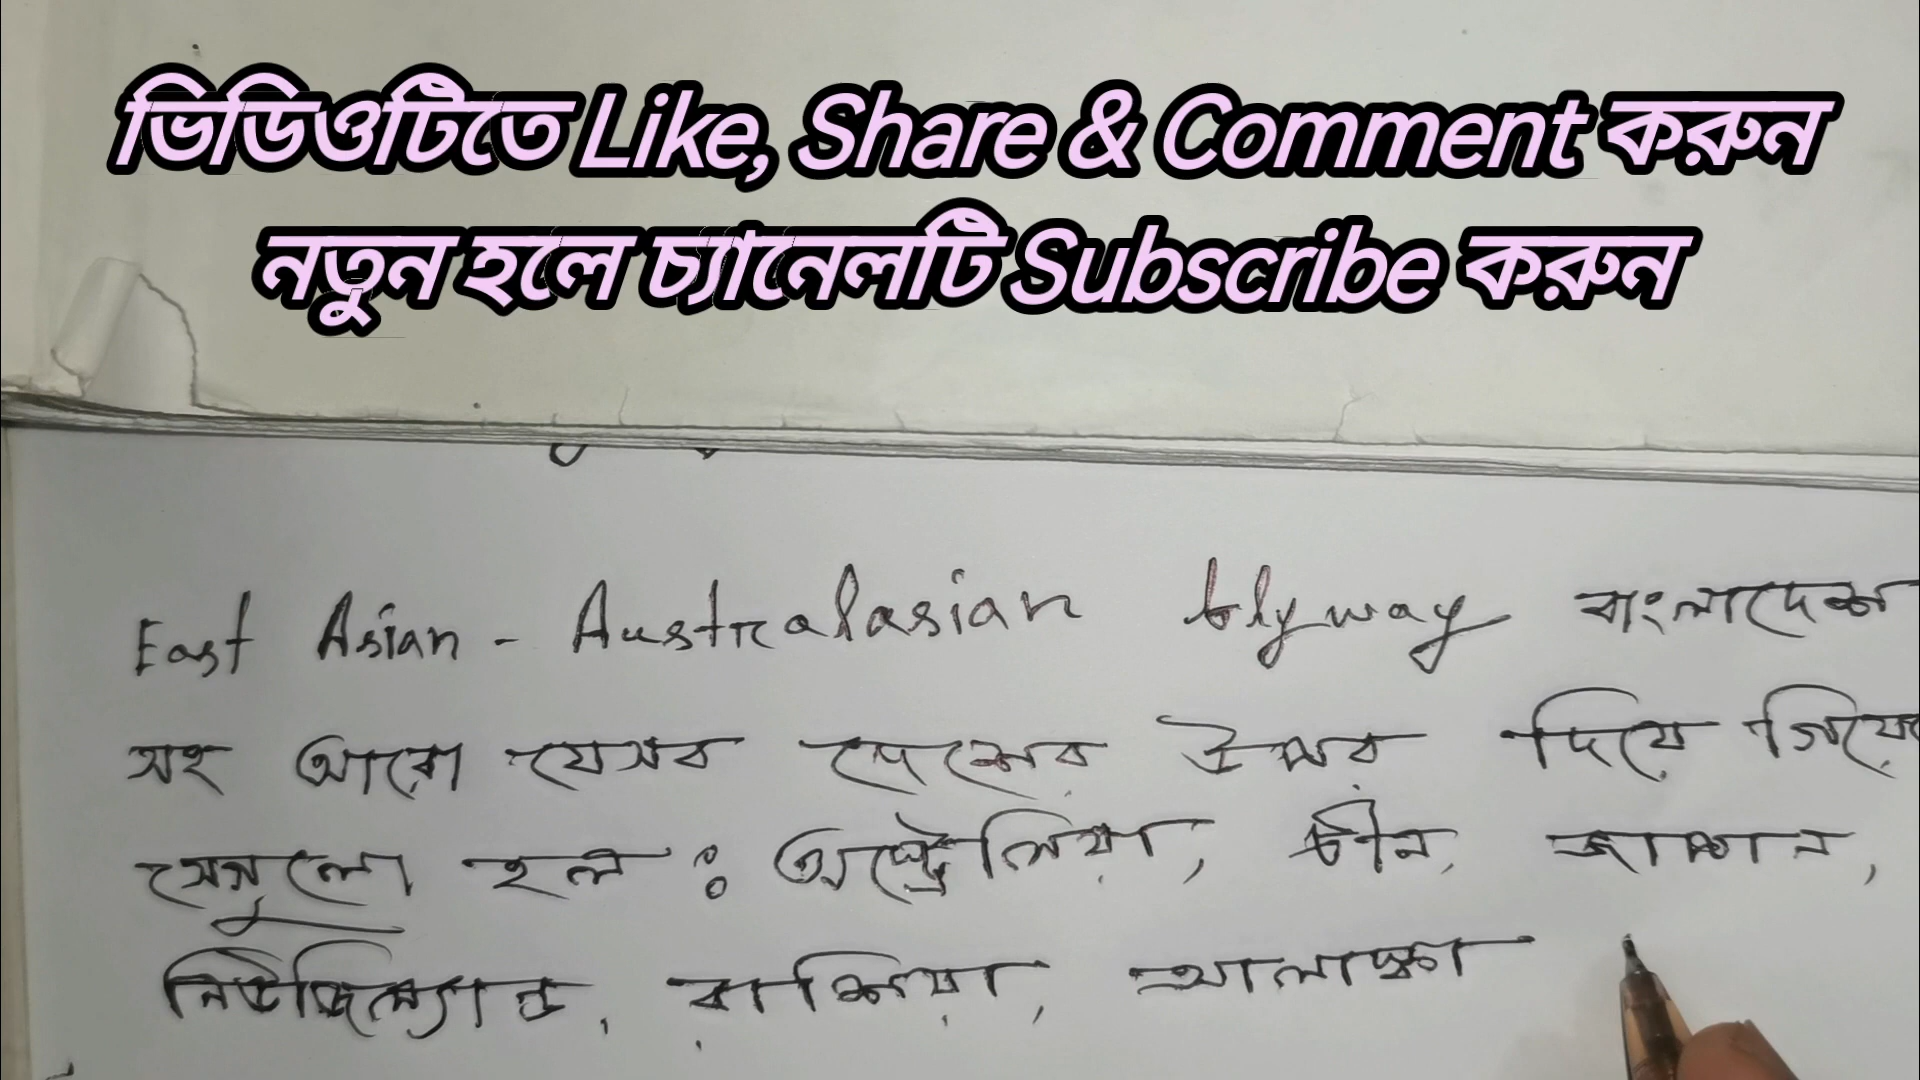 ভিডিওটিতে Like, Share & Comment করুন
নতুন হলে চ্যানেলটি Subscribe করুন
East Asian - Australasian flyway বাংলাদেশ
সহ আরো যেসব দেশের উপর দিয়ে গিয়েছে
সেগুলো হল : অস্ট্রেলিয়া, চীন, জাপান,
নিউজিল্যান্ড, রাশিয়া, আলাস্কা